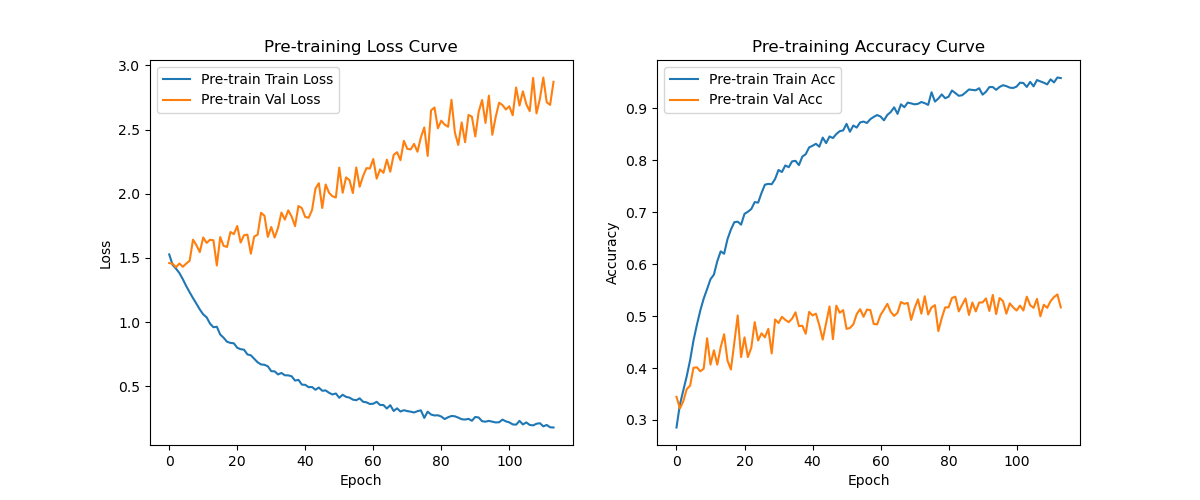 Pre-training Loss Curve
Pre-train Train Loss
Pre-train Val Loss
3.0
2.5
2.0
1.5
1.0
0.5
Loss
0 20 40 60 80 100
Epoch
Pre-training Accuracy Curve
Pre-train Train Acc
Pre-train Val Acc
0.9
0.8
0.7
0.6
0.5
0.4
0.3
Accuracy
0 20 40 60 80 100
Epoch